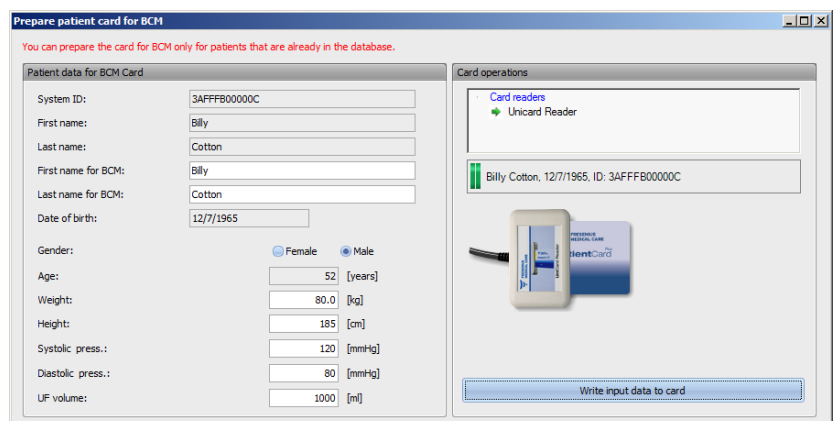 Prepare patient card for BCM
You can prepare the card for BCM only for patients that are already in the database.
Patient data for BCM Card
System ID: 3AFFFB00000C
First name: Billy
Last name: Cotton
First name for BCM: Billy
Last name for BCM: Cotton
Date of birth: 12/7/1965
Gender: Female Male
Age: 52 [years]
Weight: 80.0 [kg]
Height: 185 [cm]
Systolic press.: 120 [mmHg]
Diastolic press.: 80 [mmHg]
UF volume: 1000 [ml]
Card operations
Card readers
Unicard Reader
Billy Cotton, 12/7/1965, ID: 3AFFFB00000C
FRESENIUS
MEDICAL CARE
tientCard
Write input data to card